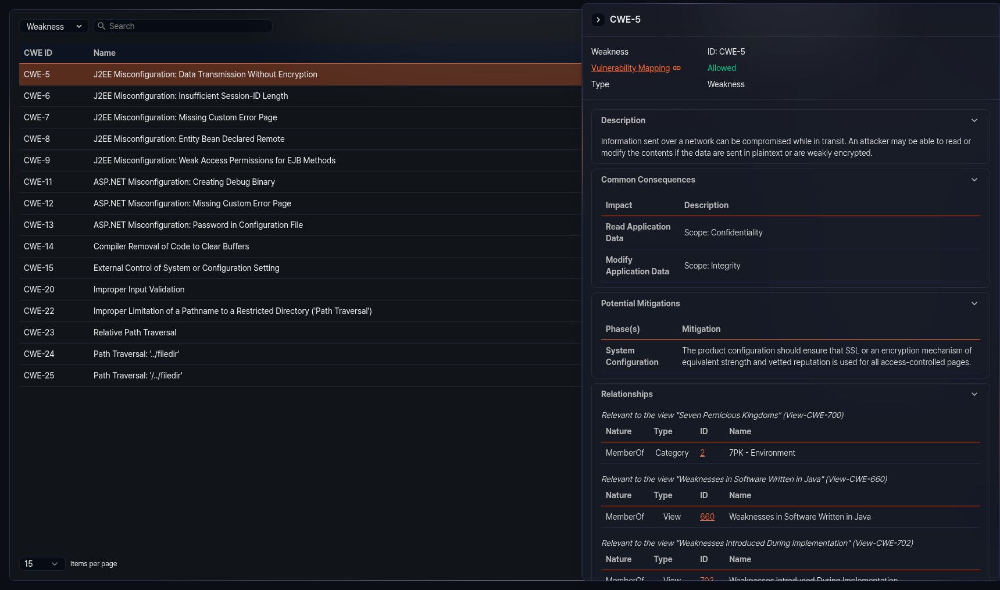 Weakness
Search
CWE ID Name
CWE-5 J2EE Misconfiguration: Data Transmission Without Encryption
CWE-6 J2EE Misconfiguration: Insufficient Session-ID Length
CWE-7 J2EE Misconfiguration: Missing Custom Error Page
CWE-8 J2EE Misconfiguration: Entity Bean Declared Remote
CWE-9 J2EE Misconfiguration: Weak Access Permissions for EJB Methods
CWE-11 ASP.NET Misconfiguration: Creating Debug Binary
CWE-12 ASP.NET Misconfiguration: Missing Custom Error Page
CWE-13 ASP.NET Misconfiguration: Password in Configuration File
CWE-14 Compiler Removal of Code to Clear Buffers
CWE-15 External Control of System or Configuration Setting
CWE-20 Improper Input Validation
CWE-22 Improper Limitation of a Pathname to a Restricted Directory ('Path Traversal')
CWE-23 Relative Path Traversal
CWE-24 Path Traversal: '../filedir'
CWE-25 Path Traversal: '/../filedir'
15 Items per page
CWE-5
Weakness ID: CWE-5
Vulnerability Mapping Allowed
Type Weakness
Description
Information sent over a network can be compromised while in transit. An attacker may be able to read or
modify the contents if the data are sent in plaintext or are weakly encrypted.
Common Consequences
Impact Description
Read Application
Data
Scope: Confidentiality
Modify
Application Data
Scope: Integrity
Potential Mitigations
Phase(s) Mitigation
System
Configuration
The product configuration should ensure that SSL or an encryption mechanism of
equivalent strength and vetted reputation is used for all access-controlled pages.
Relationships
Relevant to the view "Seven Pernicious Kingdoms" (View-CWE-700)
Nature Type ID Name
MemberOf Category 2 7PK - Environment
Relevant to the view "Weaknesses in Software Written in Java" (View-CWE-660)
Nature Type ID Name
MemberOf View 660 Weaknesses in Software Written in Java
Relevant to the view "Weaknesses Introduced During Implementation" (View-CWE-702)
Nature Type ID Name
MemberOf View 702 Weaknesses Introduced During Implementation